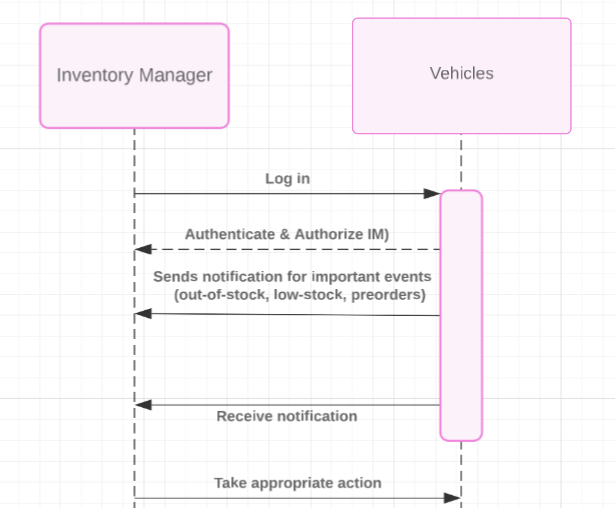 Inventory Manager
Vehicles
Log in
Authenticate & Authorize IM)
Sends notification for important events
(out-of-stock, low-stock, preorders)
Receive notification
Take appropriate action